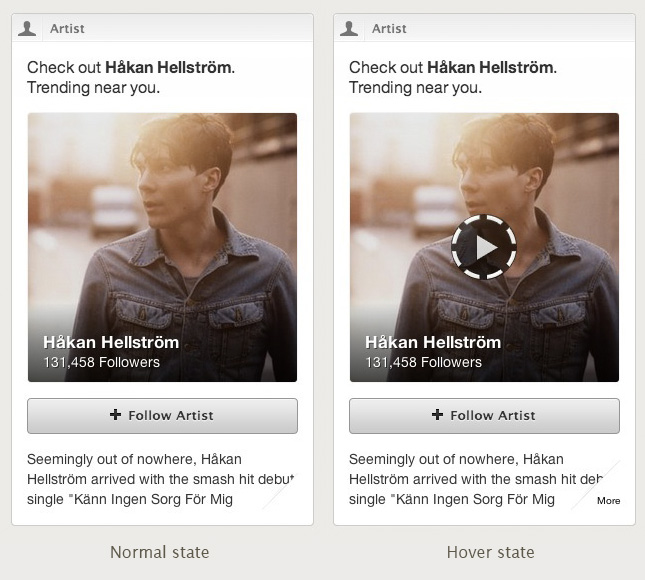 Artist
Check out Håkan Hellström.
Trending near you.
Håkan Hellström
131,458 Followers
Follow Artist
Seemingly out of nowhere, Håkan
Hellström arrived with the smash hit debut
single "Känn Ingen Sorg För Mig
Normal state
Artist
Check out Håkan Hellström.
Trending near you.
Håkan Hellström
131,458 Followers
Follow Artist
Seemingly out of nowhere, Håkan
Hellström arrived with the smash hit deb
single "Känn Ingen Sorg För Mig
More
Hover state